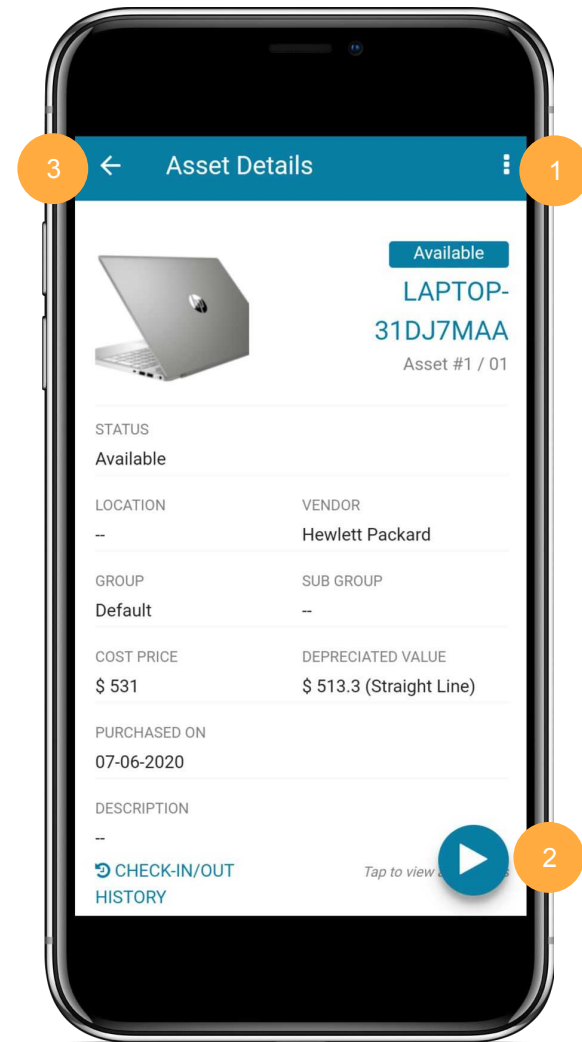 3
Asset Details
1
Available
LAPTOP-
31DJ7MAA
Asset #1 / 01
STATUS
Available
LOCATION VENDOR
-- Hewlett Packard
GROUP SUB GROUP
Default --
COST PRICE DEPRECIATED VALUE
$ 531 $ 513.3 (Straight Line)
PURCHASED ON
07-06-2020
DESCRIPTION
--
2
CHECK-IN/OUT Tap to view
HISTORY